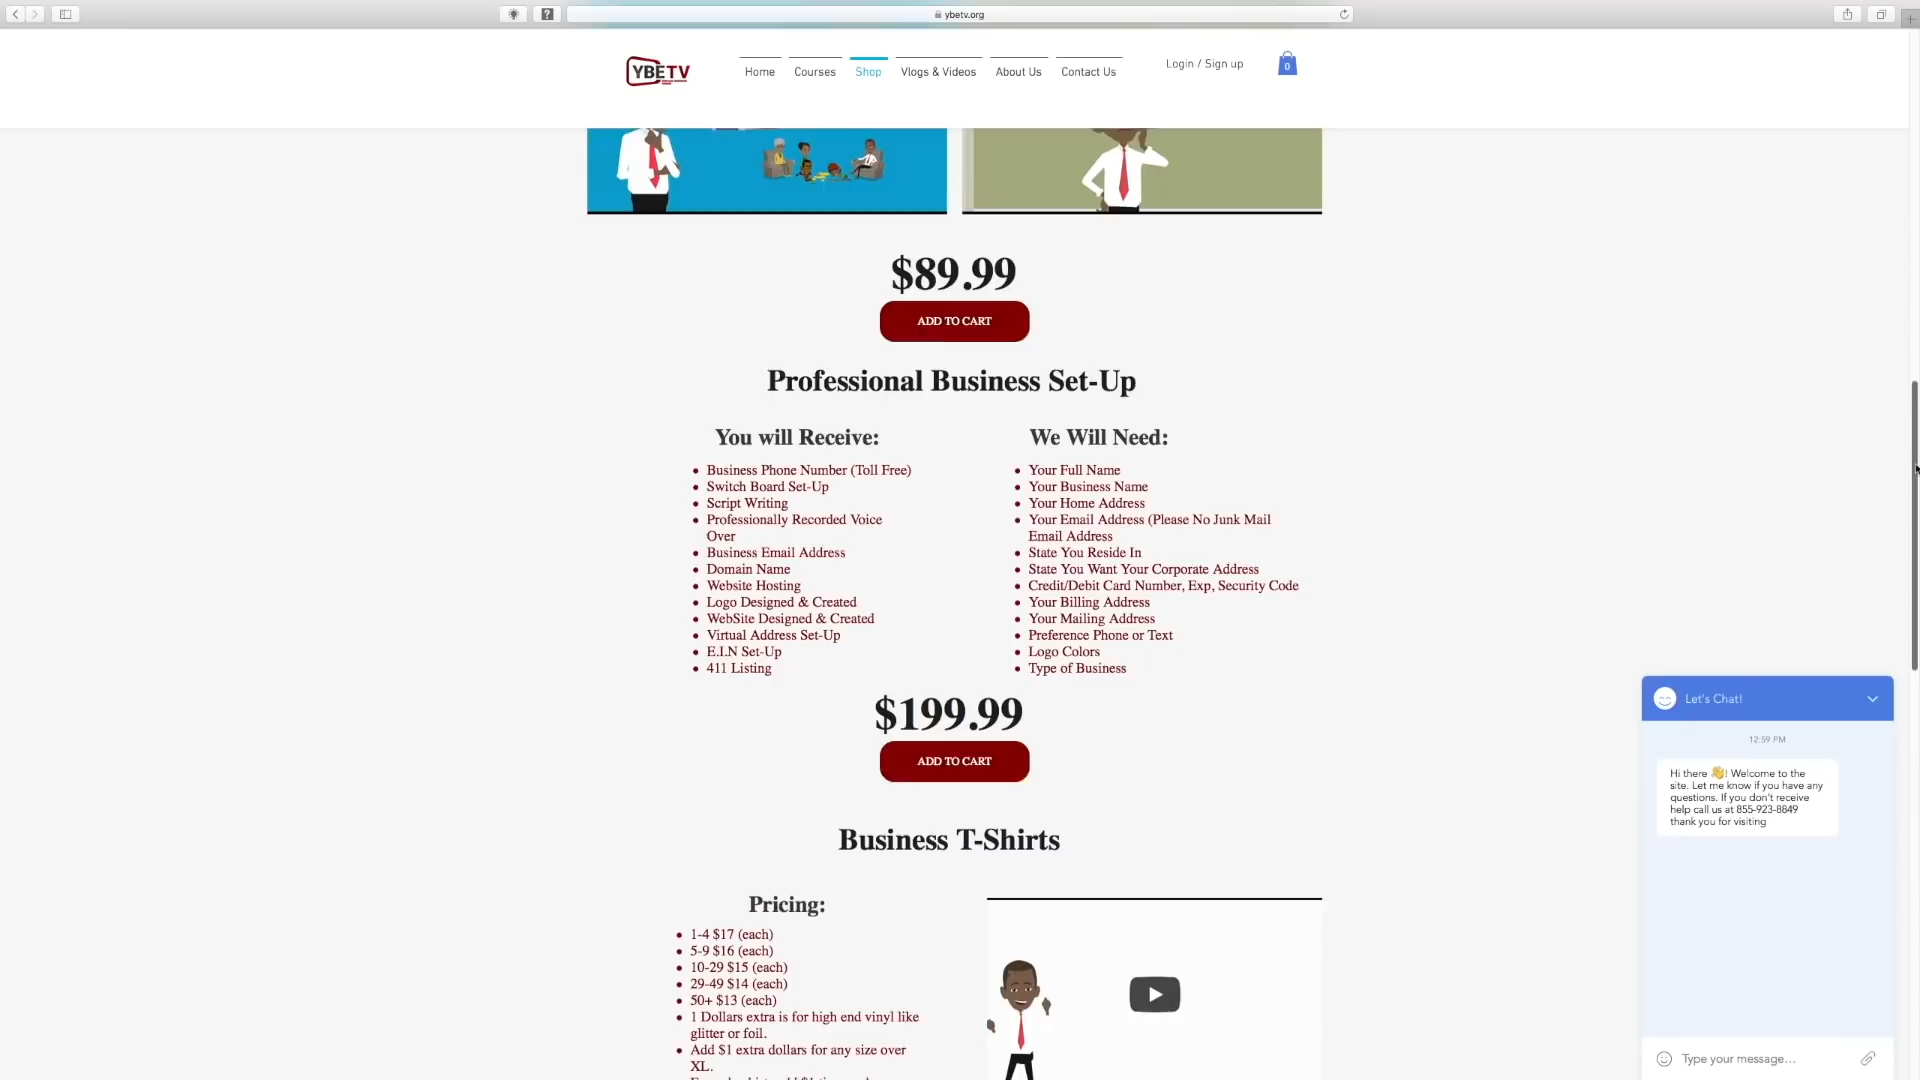 ybetv.org
YBETV
Home
Courses
Shop
Vlogs & Videos
About Us
Contact Us
Login / Sign up
0
$89.99
ADD TO CART
Professional Business Set-Up
You will Receive:
Business Phone Number (Toll Free)
Switch Board Set-Up
Script Writing
Professionally Recorded Voice
Over
Business Email Address
Domain Name
Website Hosting
Logo Designed & Created
WebSite Designed & Created
Virtual Address Set-Up
E.I.N Set-Up
411 Listing
We Will Need:
Your Full Name
Your Business Name
Your Home Address
Your Email Address (Please No Junk Mail
Email Address
State You Reside In
State You Want Your Corporate Address
Credit/Debit Card Number, Exp, Security Code
Your Billing Address
Your Mailing Address
Preference Phone or Text
Logo Colors
Type of Business
$199.99
ADD TO CART
Business T-Shirts
Pricing:
1-4 $17 (each)
5-9 $16 (each)
10-29 $15 (each)
29-49 $14 (each)
50+ $13 (each)
1 Dollars extra is for high end vinyl like
glitter or foil.
Add $1 extra dollars for any size over
XL.
Let's Chat!
12:59 PM
Hi there 👋! Welcome to the
site. Let me know if you have any
questions. If you don't receive
help call us at 855-923-8849
thank you for visiting
Type your message...